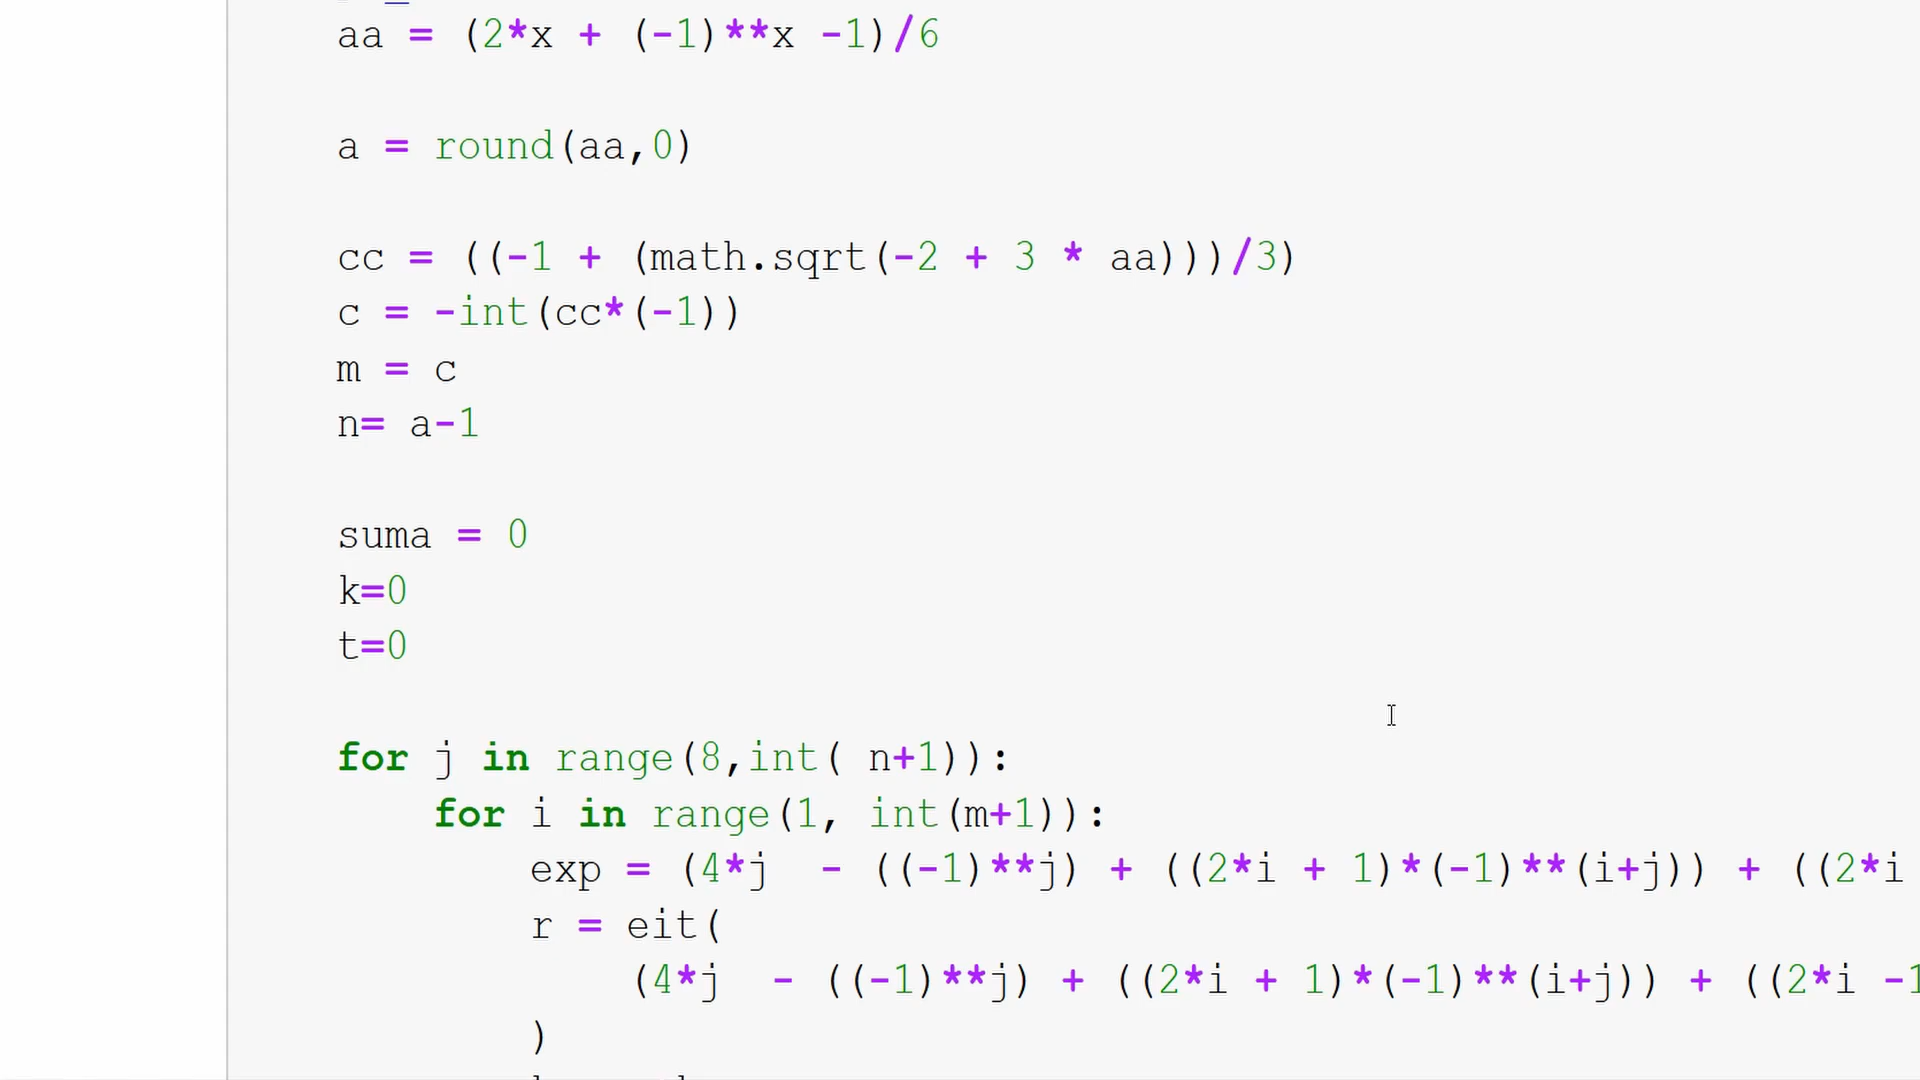 aa = (2*x + (-1)**x -1)/6
a = round(aa,0)
cc = ((-1 + (math.sqrt(-2 + 3 * aa)))/3)
c = -int(cc*(-1))
m = c
n= a-1
suma = 0
k=0
t=0
for j in range(8,int( n+1)):
for i in range(1, int(m+1)):
exp = (4*j  - ((-1)**j) + ((2*i + 1)*(-1)**(i+j)) + ((2*i
r = eit(
(4*j  - ((-1)**j) + ((2*i + 1)*(-1)**(i+j)) + ((2*i -1
)